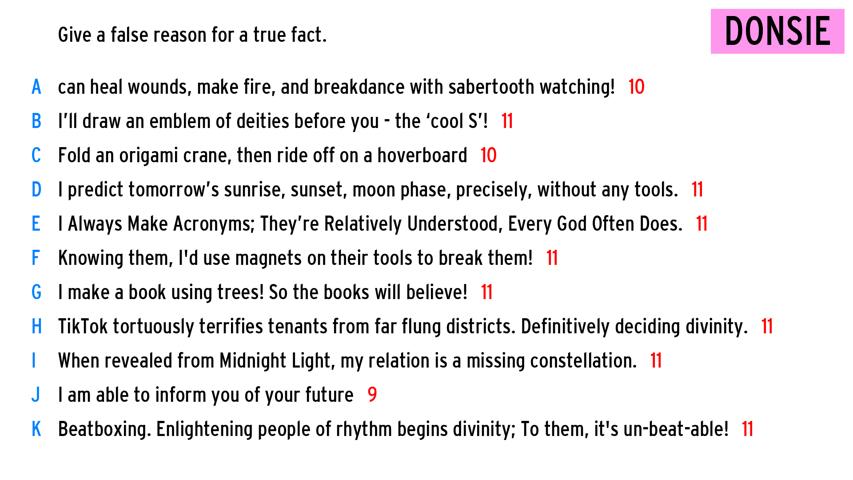 Give a false reason for a true fact.
DONSIE
A can heal wounds, make fire, and breakdance with sabertooth watching! 10
B I'll draw an emblem of deities before you - the ‘cool S’! 11
C Fold an origami crane, then ride off on a hoverboard 10
D I predict tomorrow's sunrise, sunset, moon phase, precisely, without any tools. 11
E I Always Make Acronyms; They're Relatively Understood, Every God Often Does. 11
F Knowing them, I'd use magnets on their tools to break them! 11
G I make a book using trees! So the books will believe! 11
H TikTok tortuously terrifies tenants from far flung districts. Definitively deciding divinity. 11
I When revealed from Midnight Light, my relation is a missing constellation. 11
J I am able to inform you of your future 9
K Beatboxing. Enlightening people of rhythm begins divinity; To them, it's un-beat-able! 11